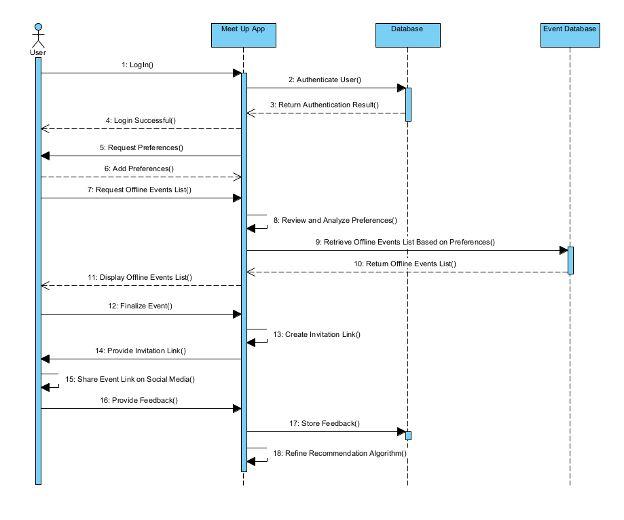 Meet Up App
Database
Event Database
User
1: LogIn()
2: Authenticate User()
3: Return Authentication Result()
4: Login Successful()
5: Request Preferences()
6: Add Preferences()
7: Request Offline Events List()
8: Review and Analyze Preferences()
9: Retrieve Offline Events List Based on Preferences()
10: Return Offline Events List()
11: Display Offline Events List()
12: Finalize Event()
13: Create Invitation Link()
14: Provide Invitation Link()
15: Share Event Link on Social Media()
16: Provide Feedback()
17: Store Feedback()
18: Refine Recommendation Algorithm()